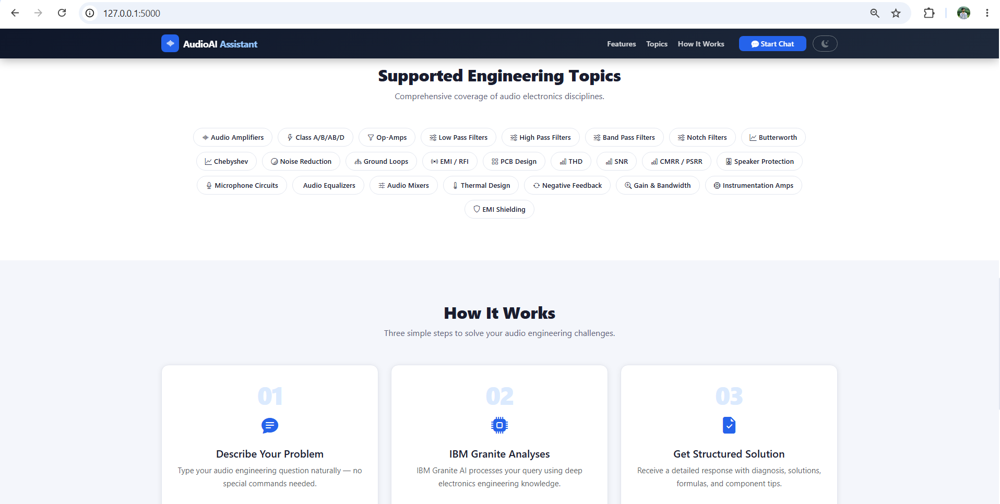 127.0.0.1:5000
AudioAI Assistant
Features Topics How It Works Start Chat
Supported Engineering Topics
Comprehensive coverage of audio electronics disciplines.
Audio Amplifiers Class A/B/AB/D Op-Amps Low Pass Filters High Pass Filters Band Pass Filters Notch Filters Butterworth
Chebyshev Noise Reduction Ground Loops EMI / RFI PCB Design THD SNR CMRR / PSRR Speaker Protection
Microphone Circuits Audio Equalizers Audio Mixers Thermal Design Negative Feedback Gain & Bandwidth Instrumentation Amps
EMI Shielding
How It Works
Three simple steps to solve your audio engineering challenges.
01
Describe Your Problem
Type your audio engineering question naturally — no
special commands needed.
02
IBM Granite Analyses
IBM Granite AI processes your query using deep
electronics engineering knowledge.
03
Get Structured Solution
Receive a detailed response with diagnosis, solutions,
formulas, and component tips.